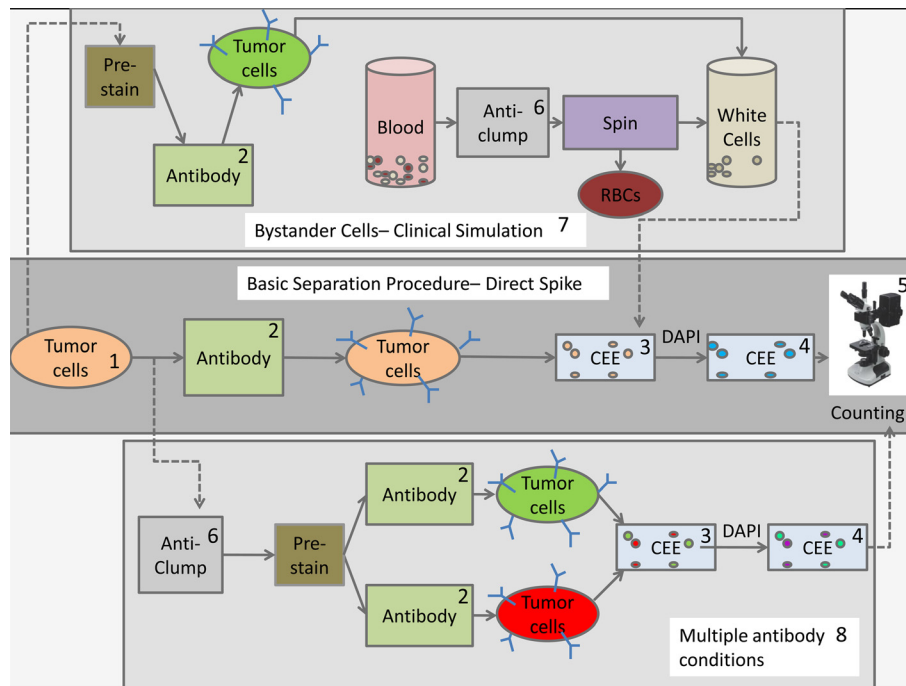 Pre-
stain
2
Antibody
Tumor
cells
Blood
Anti-
clump
6
Spin
RBCs
White
Cells
Bystander Cells– Clinical Simulation 7
Basic Separation Procedure– Direct Spike
Tumor
cells 1
2
Antibody
Tumor
cells
CEE 3
DAPI
CEE 4
5
Counting
6
Anti-
Clump
Pre-
stain
2
Antibody
2
Antibody
Tumor
cells
Tumor
cells
CEE 3
DAPI
CEE 4
Multiple antibody 8
conditions